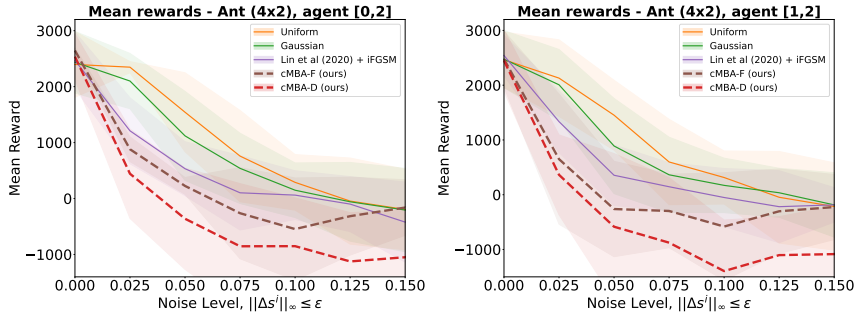 Mean rewards - Ant (4x2), agent [0,2]
Mean Reward
3000
2000
1000
0
−1000
Uniform
Gaussian
Lin et al (2020) + iFGSM
cMBA-F (ours)
cMBA-D (ours)
0.000 0.025 0.050 0.075 0.100 0.125 0.150
Noise Level, ||Δsⁱ||∞ ≤ ε
Mean rewards - Ant (4x2), agent [1,2]
Mean Reward
3000
2000
1000
0
−1000
Uniform
Gaussian
Lin et al (2020) + iFGSM
cMBA-F (ours)
cMBA-D (ours)
0.000 0.025 0.050 0.075 0.100 0.125 0.150
Noise Level, ||Δsⁱ||∞ ≤ ε